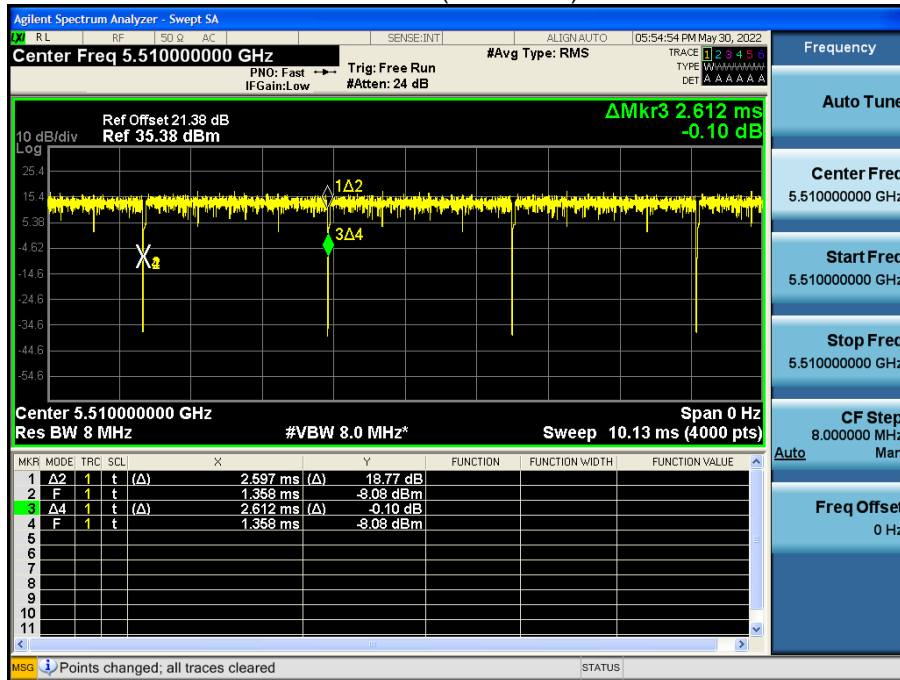 Agilent Spectrum Analyzer - Swept SA
LXI RL RF 50 Ω AC SENSE:INT ALIGN AUTO 05:54:54 PM May 30, 2022
Center Freq 5.510000000 GHz #Avg Type: RMS TRACE 1 2 3 4 5 6
PNO: Fast Trig: Free Run TYPE WWWWWW
IFGain:Low #Atten: 24 dB DET A A A A A A
ΔMkr3 2.612 ms
-0.10 dB
Ref Offset 21.38 dB
10 dB/div Ref 35.38 dBm
Log
25.4
15.4
5.38
-4.62
-14.6
-24.6
-34.6
-44.6
-54.6
1Δ2
3Δ4
X
Center 5.510000000 GHz Span 0 Hz
Res BW 8 MHz #VBW 8.0 MHz* Sweep 10.13 ms (4000 pts)
MKR MODE TRC SCL X Y FUNCTION FUNCTION WIDTH FUNCTION VALUE
1 Δ2 1 t (Δ) 2.597 ms (Δ) 18.77 dB
2 F 1 t 1.358 ms -8.08 dBm
3 Δ4 1 t (Δ) 2.612 ms (Δ) -0.10 dB
4 F 1 t 1.358 ms -8.08 dBm
5
6
7
8
9
10
11
MSG Points changed; all traces cleared STATUS
Frequency
Auto Tune
Center Freq
5.510000000 GHz
Start Freq
5.510000000 GHz
Stop Freq
5.510000000 GHz
CF Step
8.000000 MHz
Auto Man
Freq Offset
0 Hz